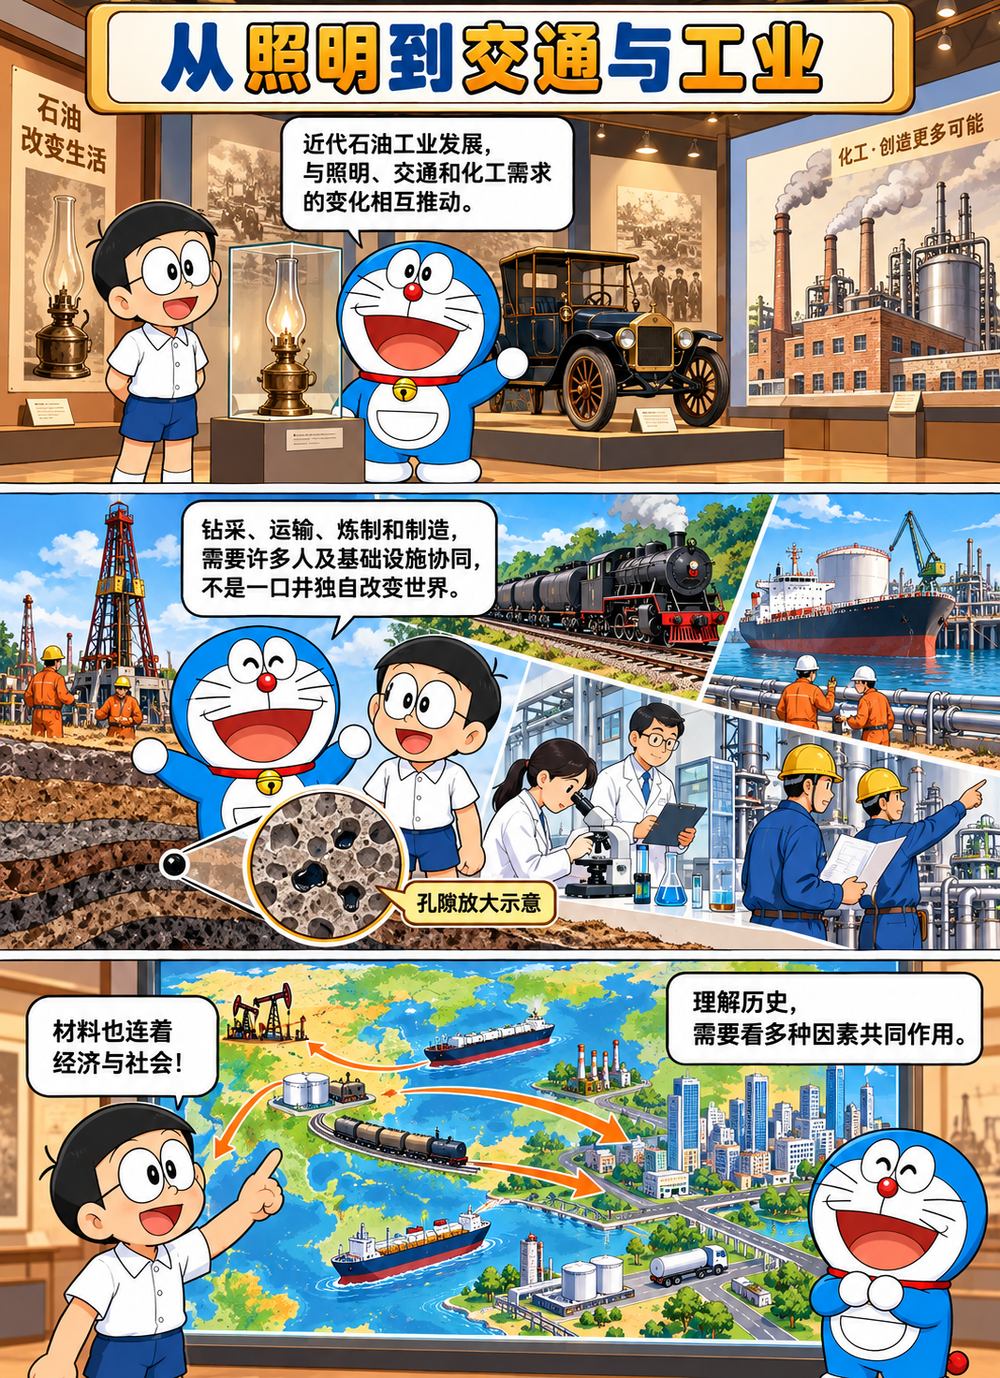 从照明到交通与工业
石油
改变生活
近代石油工业发展，
与照明、交通和化工需求
的变化相互推动。
化工·创造更多可能
钻采、运输、炼制和制造，
需要许多人及基础设施协同，
不是一口井独自改变世界。
孔隙放大示意
材料也连着
经济与社会！
理解历史，
需要看多种因素共同作用。